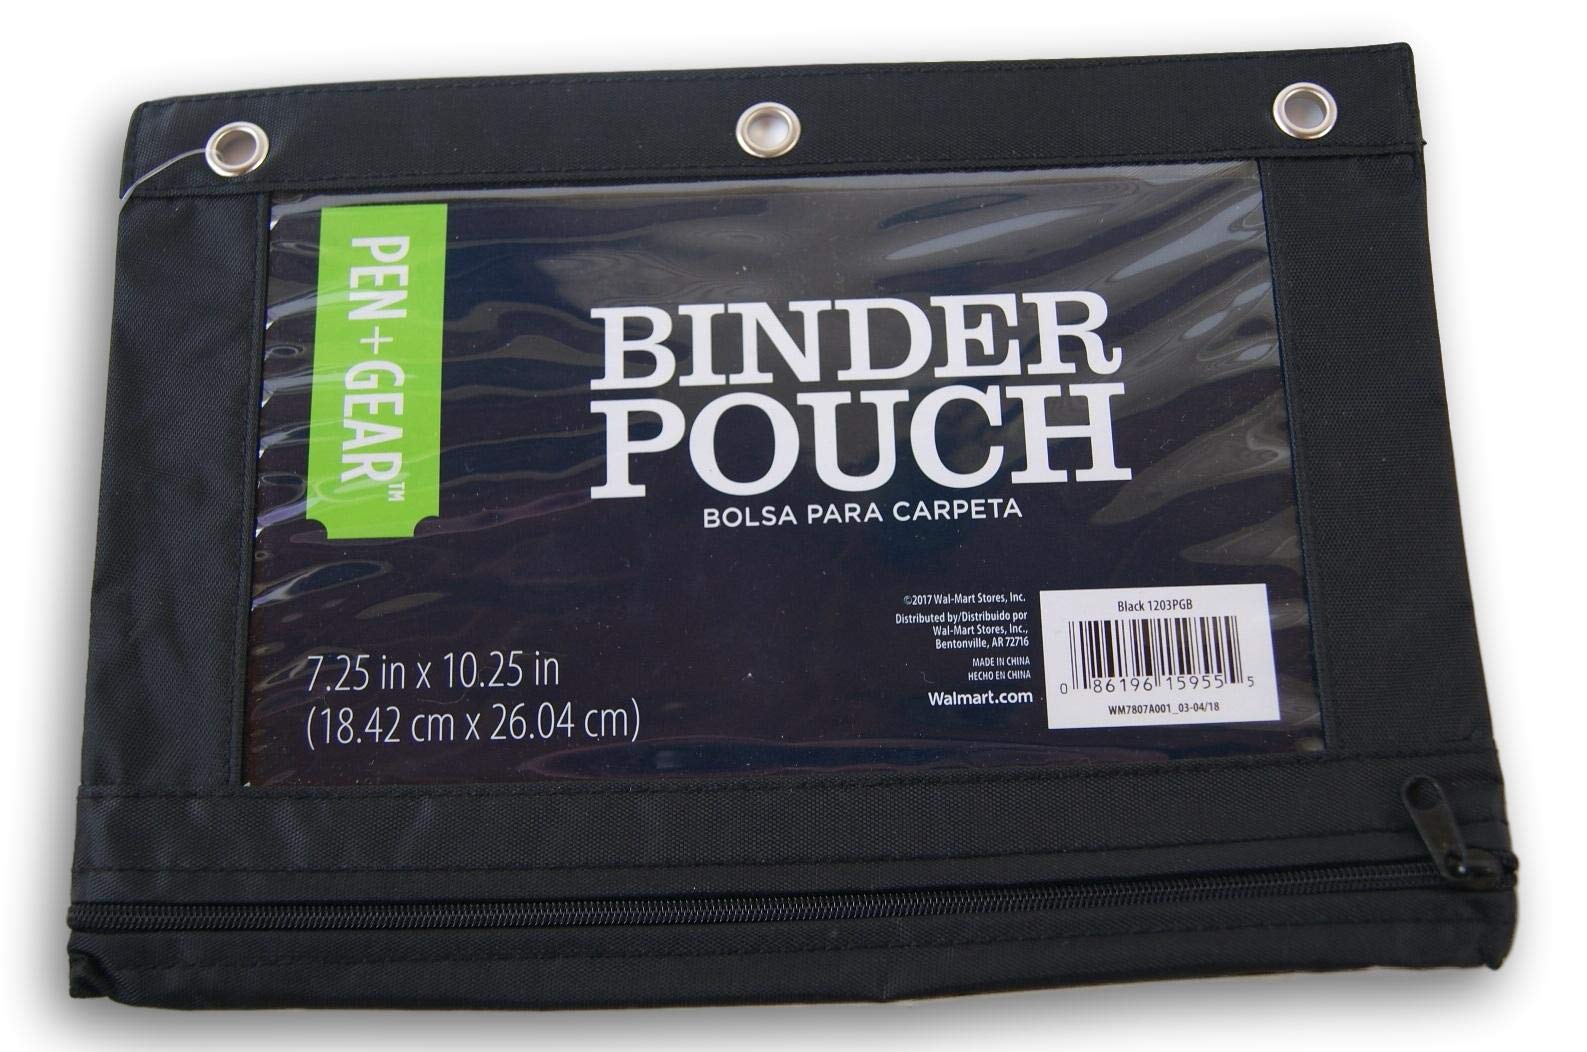 PEN+GEAR™
BINDER
POUCH
BOLSA PARA CARPETA
7.25 in x 10.25 in
(18.42 cm x 26.04 cm)
©2017 Wal-Mart Stores, Inc.
Distributed by/Distribuido por
Wal-Mart Stores, Inc.,
Bentonville, AR 72716
MADE IN CHINA
HECHO EN CHINA
Walmart.com
Black 1203PGB
0 86196 15955 5
WM7807A001_03-04/18